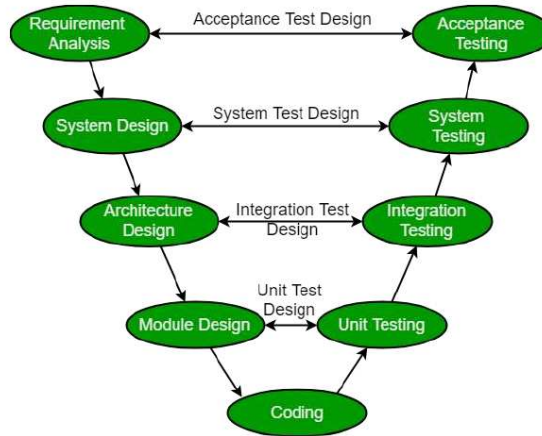 Requirement
Analysis
Acceptance Test Design
Acceptance
Testing
System Design
System Test Design
System
Testing
Architecture
Design
Integration Test
Design
Integration
Testing
Module Design
Unit Test
Design
Unit Testing
Coding